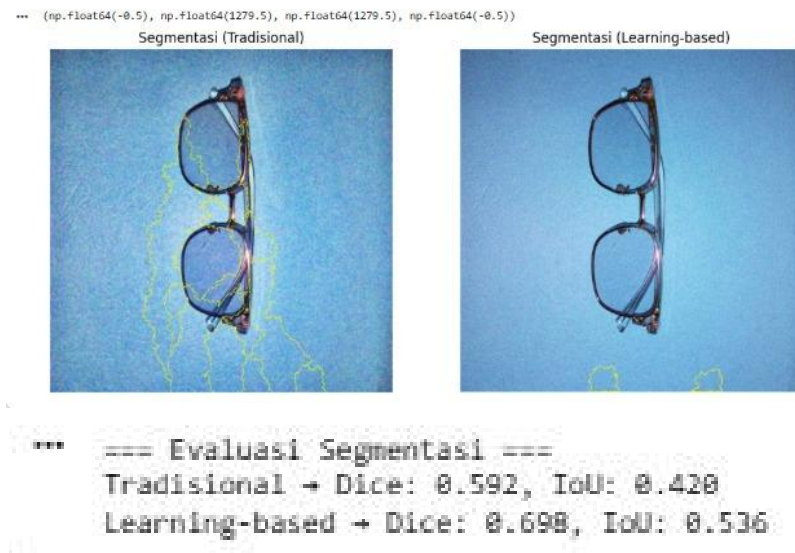 *** (np.float64(-0.5), np.float64(1279.5), np.float64(1279.5), np.float64(-0.5))
Segmentasi (Tradisional)
Segmentasi (Learning-based)
*** === Evaluasi Segmentasi ===
Tradisional → Dice: 0.592, IoU: 0.420
Learning-based → Dice: 0.698, IoU: 0.536